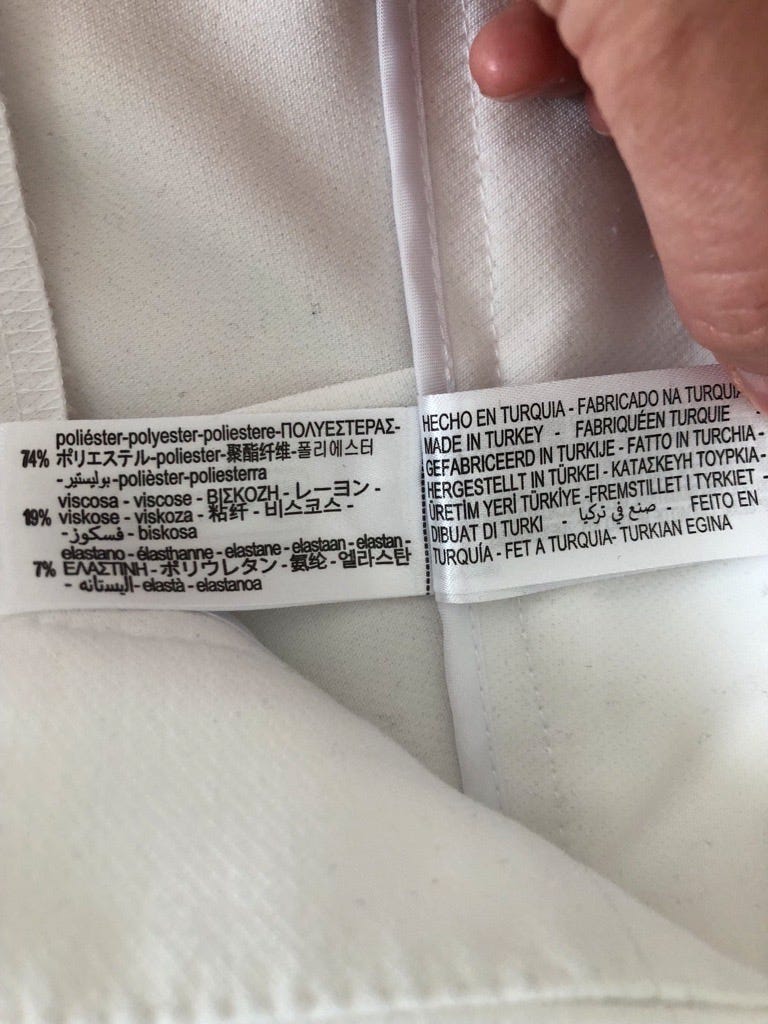 74% poliéster-polyester-poliestere-ΠΟΛΥΕΣΤΕΡΑΣ-
ポリエステル-poliester-聚酯纤维-폴리에스터
-بوليستير-polièster-poliesterra
19% viscosa - viscose - ΒΙΣΚΟΖΗ - レーヨン -
viskose - viskoza - 粘纤 - 비스코스 -
-فسكوز - biskosa
7% elastano - élasthanne - elastane - elastaan - elastan -
ΕΛΑΣΤΙΝΗ - ポリウレタン - 氨纶 - 엘라스탄
- اليستانه - elastà - elastanoa
HECHO EN TURQUIA - FABRICADO NA TURQUIA
MADE IN TURKEY - FABRIQUÉEN TURQUIE -
GEFABRICEERD IN TURKIJE - FATTO IN TURCHIA -
HERGESTELLT IN TÜRKEI - ΚΑΤΑΣΚΕΥΗ ΤΟΥΡΚΙΑ -
ÜRETİM YERİ TÜRKİYE -FREMSTILLET I TYRKIET -
DIBUAT DI TURKI - صنع في تركيا - FEITO EN
TURQUÍA - FET A TURQUIA- TURKIAN EGINA